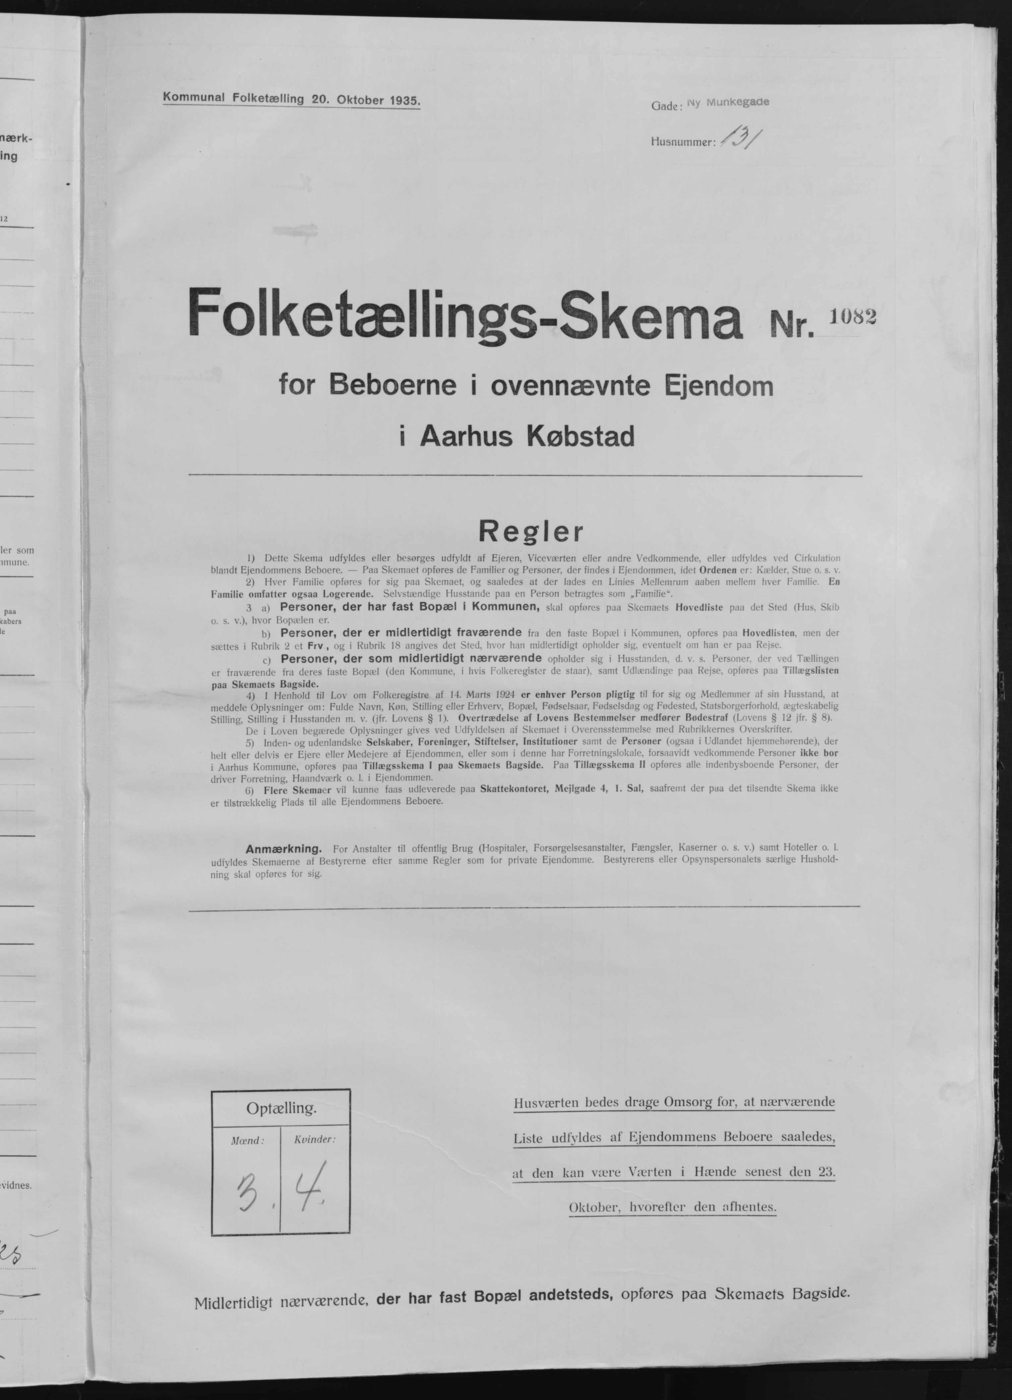 Kommunal Folketælling 20. Oktober 1935.
Gade: Ny Munkegade
Husnummer: 131
Folketællings-Skema Nr. 1082
for Beboerne i ovennævnte Ejendom
i Aarhus Købstad
Regler
1) Dette Skema udfyldes eller besørges udfyldt af Ejeren, Viceværten eller andre Vedkommende, eller udfyldes ved Cirkulation
blandt Ejendommens Beboere. — Paa Skemaet opføres de Familier og Personer, der findes i Ejendommen, idet Ordenen er: Kælder, Stue o. s. v.
2) Hver Familie opføres for sig paa Skemaet, og saaledes at der lades en Linies Mellemrum aaben mellem hver Familie. En
Familie omfatter ogsaa Logerende. Selvstændige Husstande paa en Person betragtes som „Familie“.
3 a) Personer, der har fast Bopæl i Kommunen, skal opføres paa Skemaets Hovedliste paa det Sted (Hus, Skib
o. s. v.), hvor Bopælen er.
b) Personer, der er midlertidigt fraværende fra den faste Bopæl i Kommunen, opføres paa Hovedlisten, men der
sættes i Rubrik 2 et Frv., og i Rubrik 18 angives det Sted, hvor han midlertidigt opholder sig, eventuelt om han er paa Rejse.
c) Personer, der som midlertidigt nærværende opholder sig i Husstanden, d. v. s. Personer, der ved Tællingen
er fraværende fra deres faste Bopæl (den Kommune, i hvis Folkeregister de staar), samt Udlændinge paa Rejse, opføres paa Tillægslisten
paa Skemaets Bagside.
4) I Henhold til Lov om Folkeregistre af 14. Marts 1924 er enhver Person pligtig til for sig og Medlemmer af sin Husstand, at
meddele Oplysninger om: Fulde Navn, Køn, Stilling eller Erhverv, Bopæl, Fødselsaar, Fødselsdag og Fødested, Statsborgerforhold, ægteskabelig
Stilling, Stilling i Husstanden m. v. (jfr. Lovens § 1). Overtrædelse af Lovens Bestemmelser medfører Bødestraf (Lovens § 12 jfr. § 8).
De i Loven begærede Oplysninger gives ved Udfyldelsen af Skemaet i Overensstemmelse med Rubrikkernes Overskrifter.
5) Inden- og udenlandske Selskaber, Foreninger, Stiftelser, Institutioner samt de Personer (ogsaa i Udlandet hjemmehørende), der
helt eller delvis er Ejere eller Medejere af Ejendommen, eller som i denne har Forretningslokale, forsaavidt vedkommende Personer ikke bor
i Aarhus Kommune, opføres paa Tillægsskema I paa Skemaets Bagside. Paa Tillægsskema II opføres alle indenbysboende Personer, der
driver Forretning, Haandværk o. l. i Ejendommen.
6) Flere Skemaer vil kunne faas udleverede paa Skattekontoret, Mejlgade 4, 1. Sal, saafremt der paa det tilsendte Skema ikke
er tilstrækkelig Plads til alle Ejendommens Beboere.
Anmærkning. For Anstalter til offentlig Brug (Hospitaler, Forsørgelsesanstalter, Fængsler, Kaserner o. s. v.) samt Hoteller o. l.
udfyldes Skemaerne af Bestyrerne efter samme Regler som for private Ejendomme. Bestyrerens eller Opsynspersonalets særlige Hushold-
ning skal opføres for sig.
Optælling.
Mænd: Kvinder:
3. 4.
Husværten bedes drage Omsorg for, at nærværende
Liste udfyldes af Ejendommens Beboere saaledes,
at den kan være Værten i Hænde senest den 23.
Oktober, hvorefter den afhentes.
Midlertidigt nærværende, der har fast Bopæl andetsteds, opføres paa Skemaets Bagside.